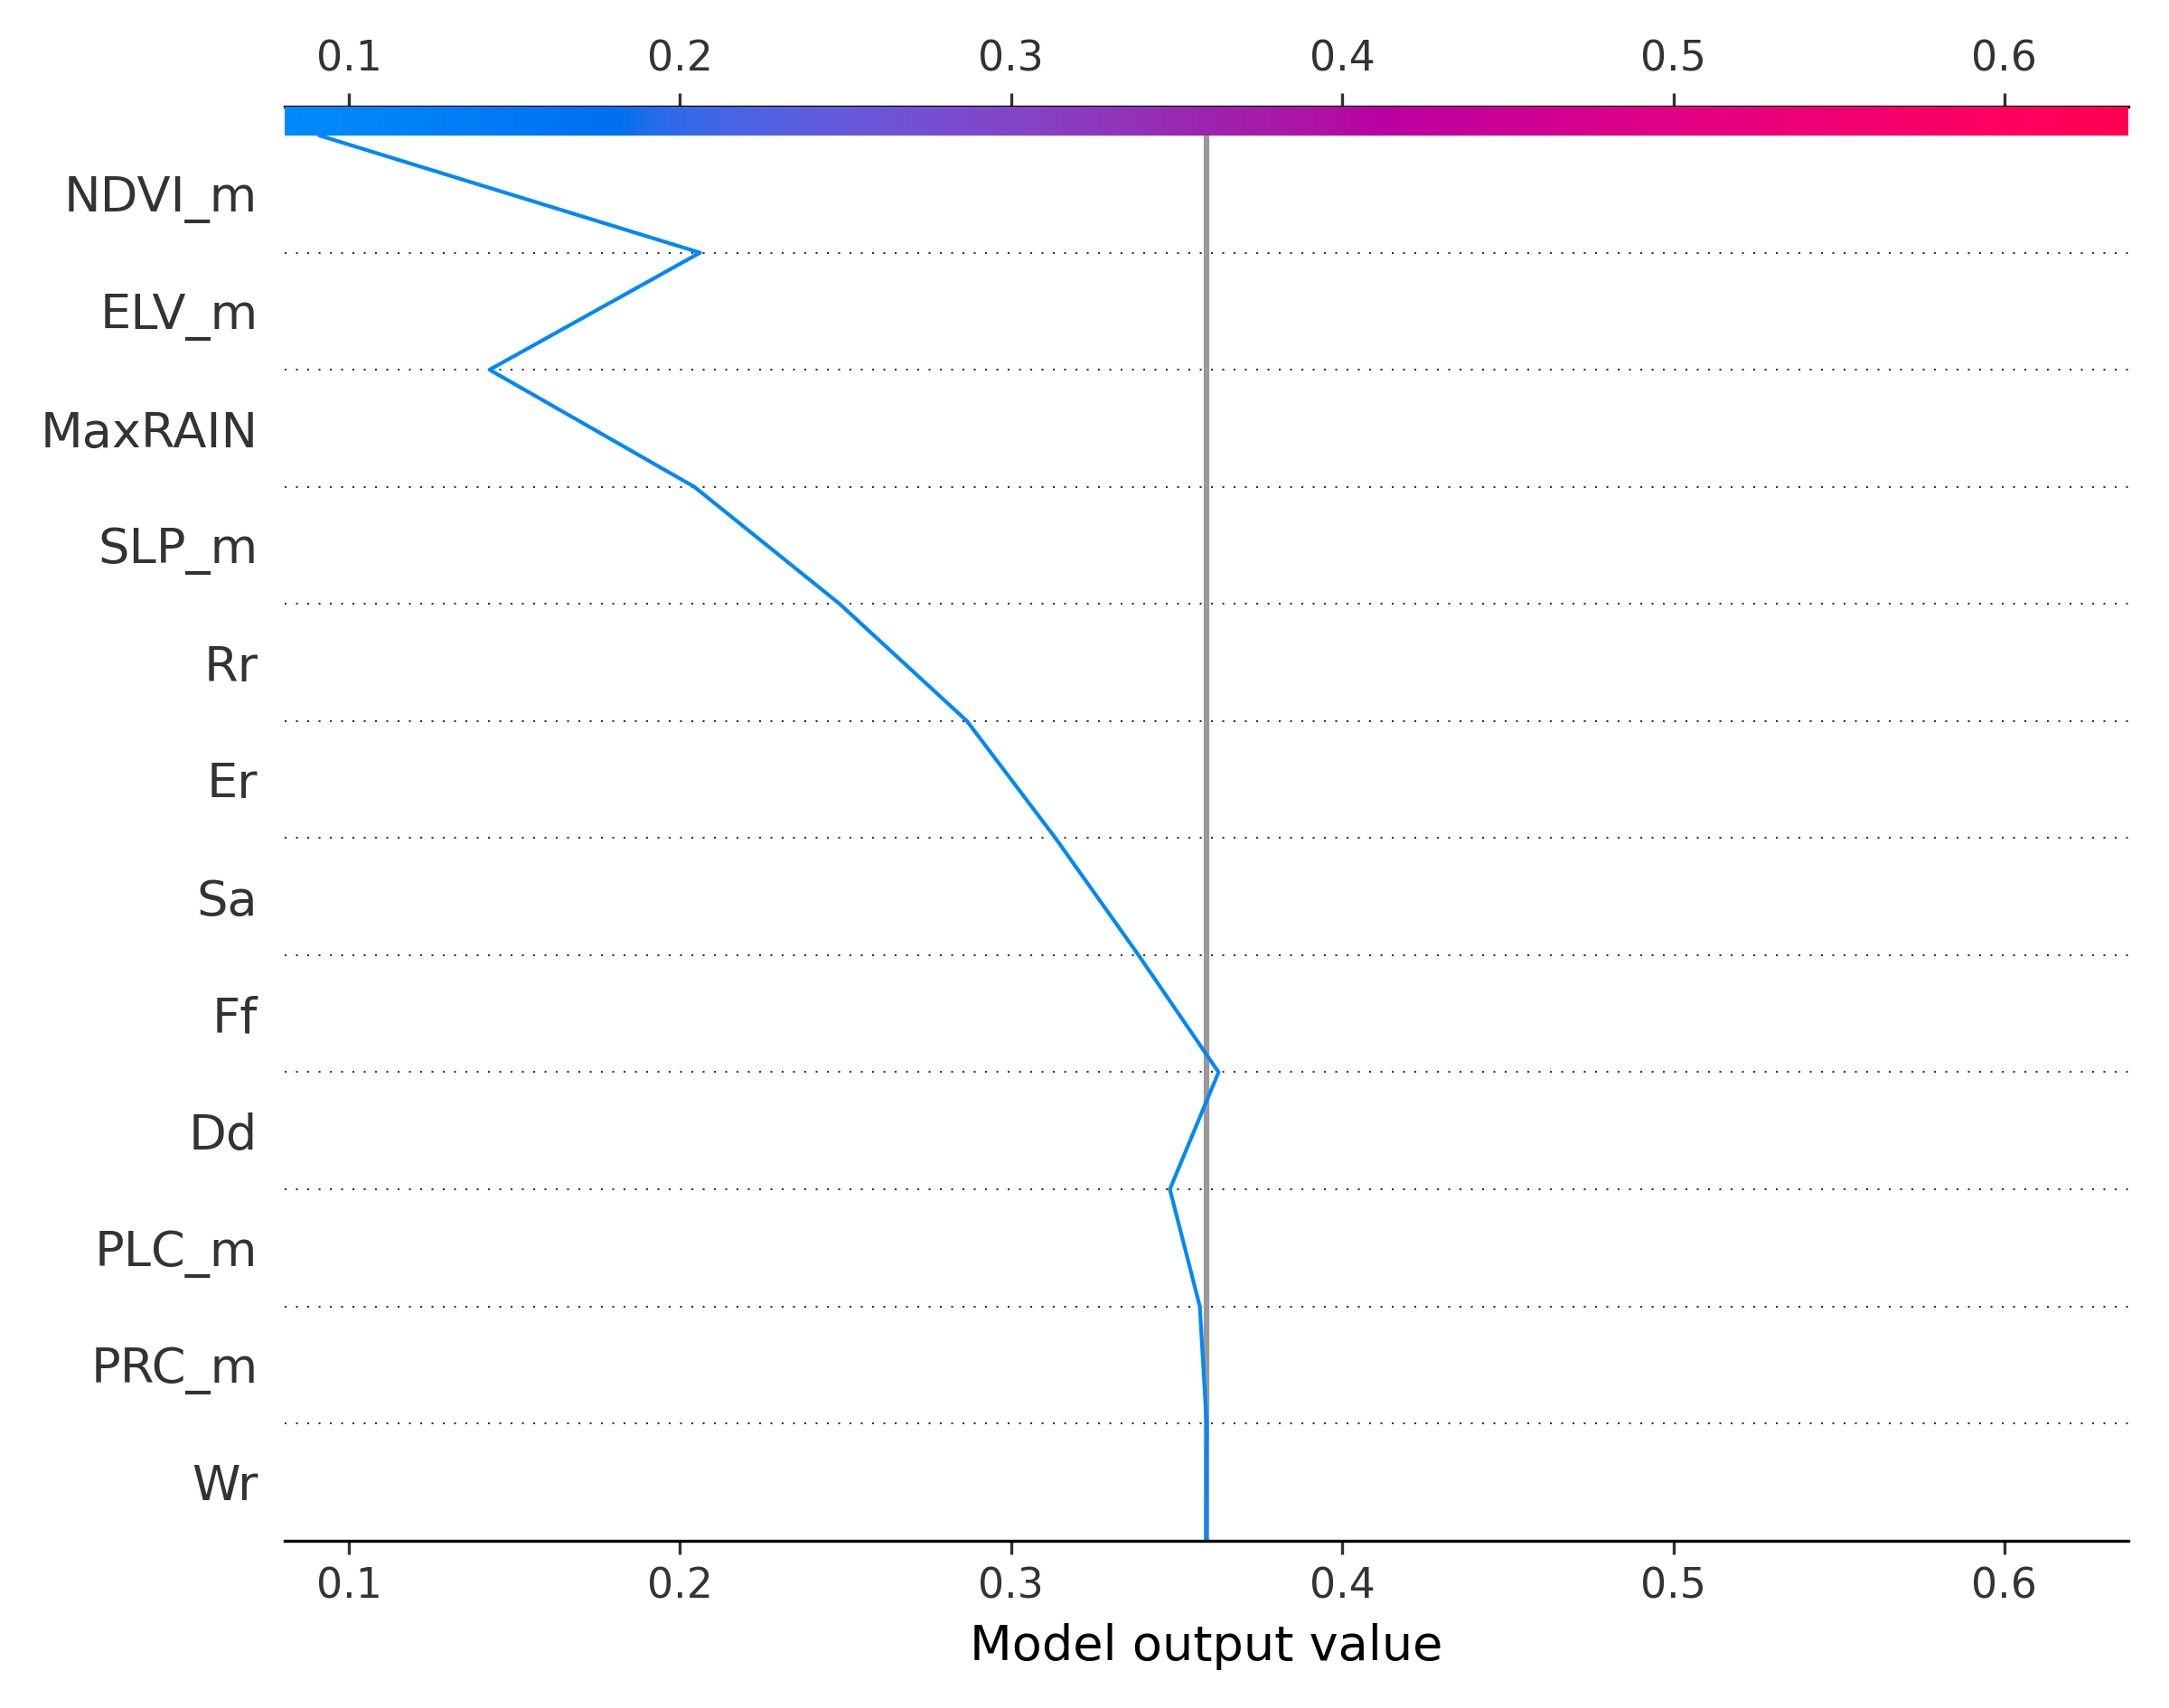 0.1 0.2 0.3 0.4 0.5 0.6
NDVI_m
ELV_m
MaxRAIN
SLP_m
Rr
Er
Sa
Ff
Dd
PLC_m
PRC_m
Wr
0.1 0.2 0.3 0.4 0.5 0.6
Model output value